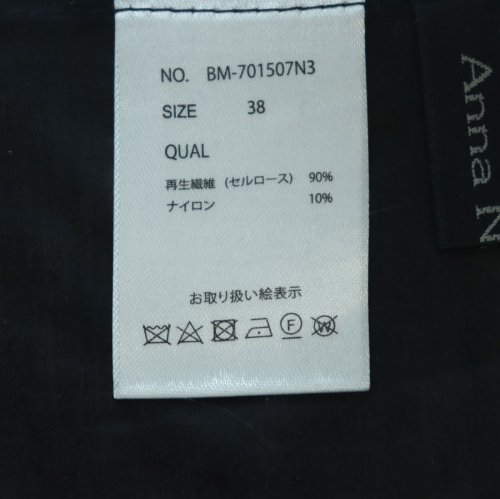 NO. BM-701507N3
SIZE 38
QUAL
再生繊維（セルロース） 90%
ナイロン 10%
お取り扱い絵表示
F
W
Anna N